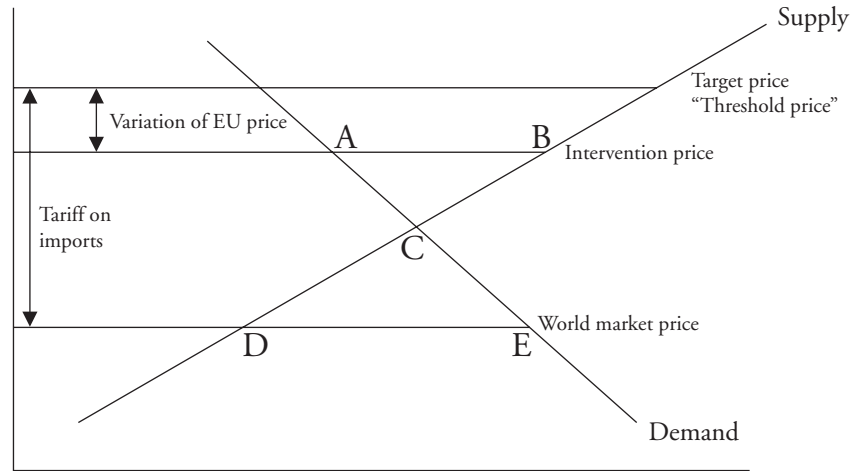 Supply
Target price
“Threshold price”
Variation of EU price
A
B
Intervention price
Tariff on
imports
C
World market price
D
E
Demand